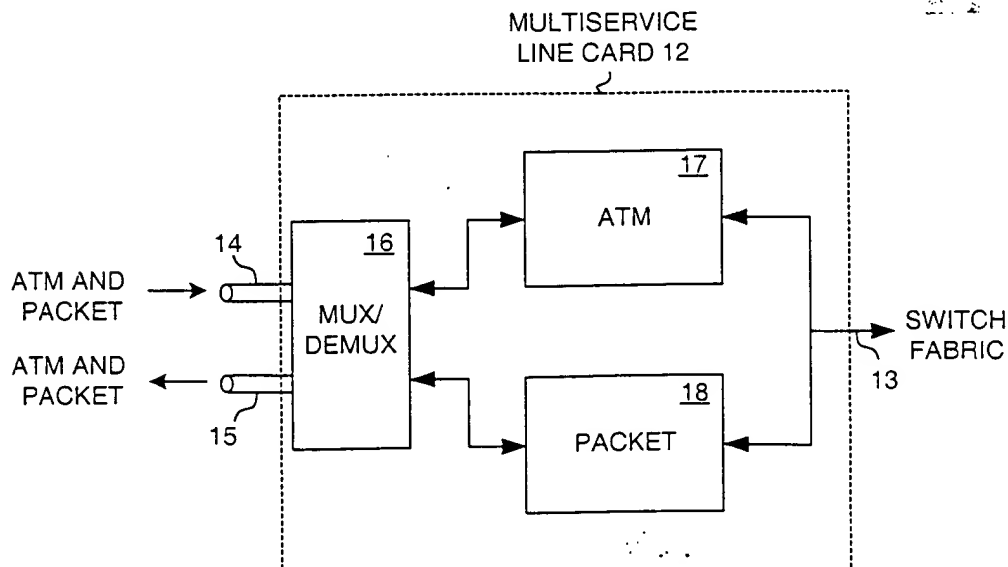 MULTISERVICE
LINE CARD 12
17
ATM
14
16
ATM AND
PACKET
MUX/
DEMUX
SWITCH
FABRIC
13
ATM AND
PACKET
15
18
PACKET